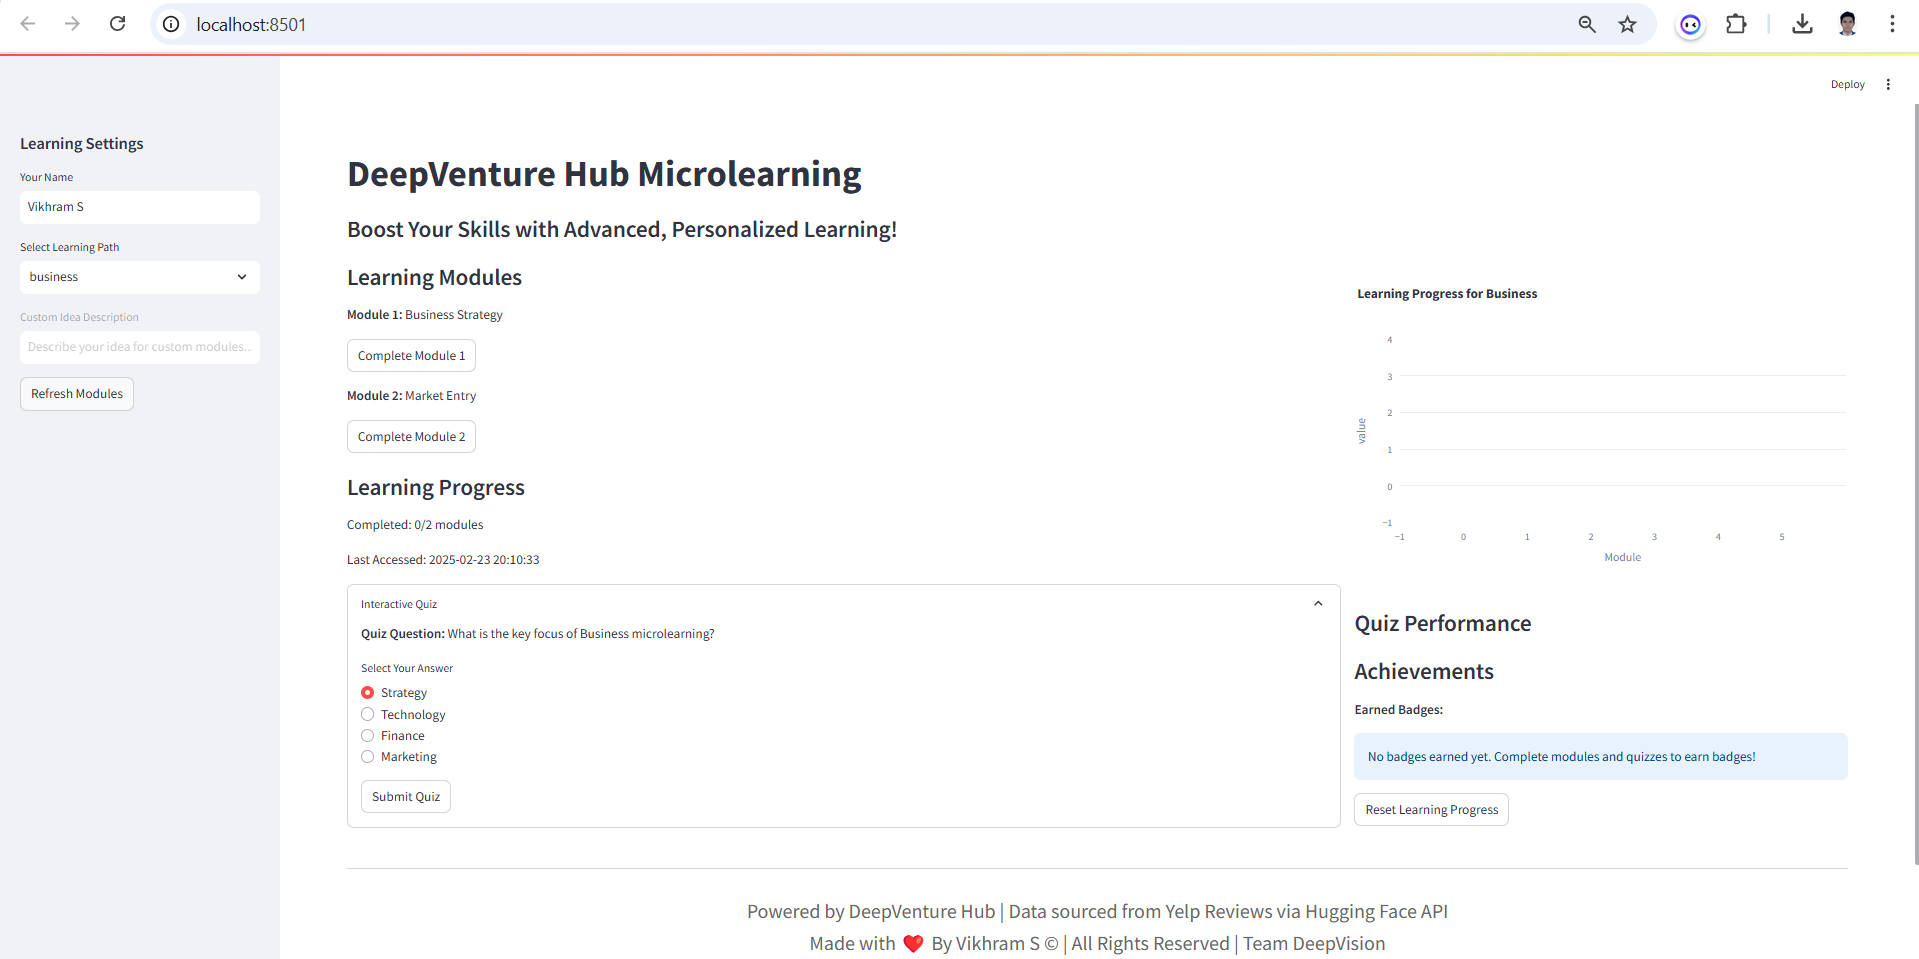 localhost:8501
Deploy
Learning Settings
Your Name
Vikhram S
Select Learning Path
business
Custom Idea Description
Describe your idea for custom modules...
Refresh Modules
DeepVenture Hub Microlearning
Boost Your Skills with Advanced, Personalized Learning!
Learning Modules
Module 1: Business Strategy
Complete Module 1
Module 2: Market Entry
Complete Module 2
Learning Progress
Completed: 0/2 modules
Last Accessed: 2025-02-23 20:10:33
Interactive Quiz
Quiz Question: What is the key focus of Business microlearning?
Select Your Answer
Strategy
Technology
Finance
Marketing
Submit Quiz
Learning Progress for Business
4
3
2
1
0
−1
value
−1 0 1 2 3 4 5
Module
Quiz Performance
Achievements
Earned Badges:
No badges earned yet. Complete modules and quizzes to earn badges!
Reset Learning Progress
Powered by DeepVenture Hub | Data sourced from Yelp Reviews via Hugging Face API
Made with ❤️ By Vikhram S © | All Rights Reserved | Team DeepVision